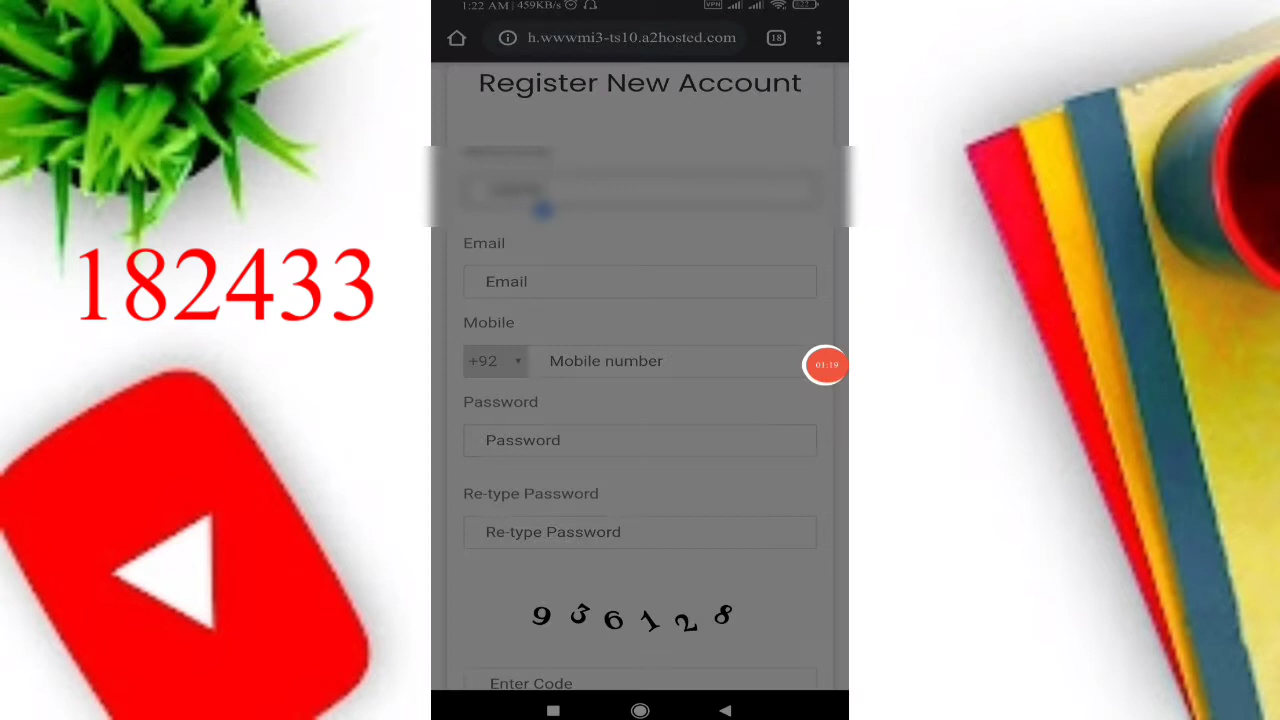 1:22 AM | 459KB/s
VPN
h.wwwmi3-ts10.a2hosted.com
18
Register New Account
Email
Email
182433
Mobile
+92
Mobile number
01:19
Password
Password
Re-type Password
Re-type Password
9 3 6 1 2 8
Enter Code